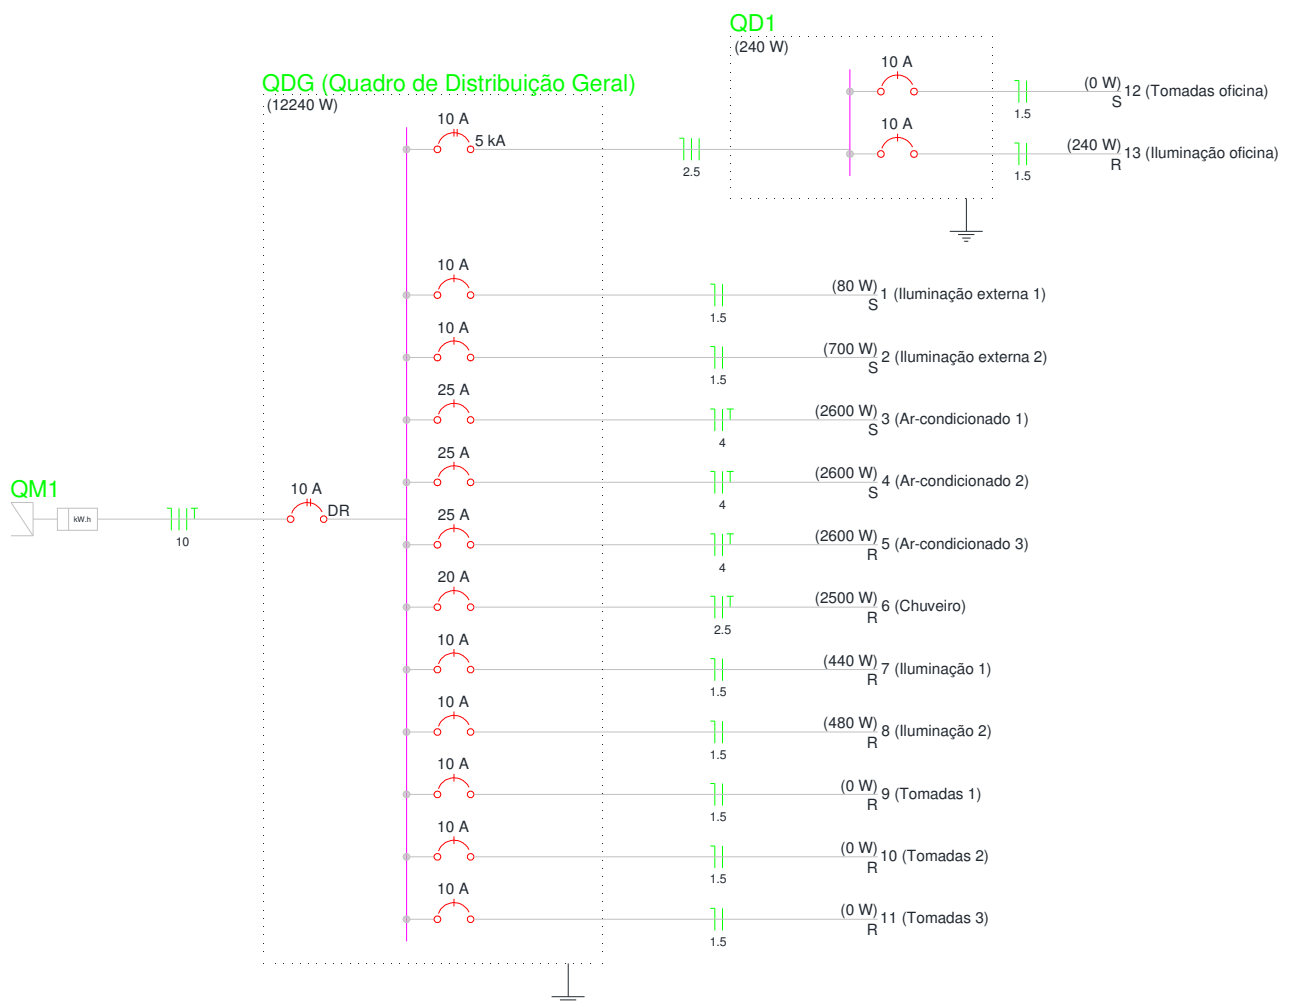 QD1
(240 W)
10 A
(0 W)
S
12 (Tomadas oficina)
1.5
10 A
(240 W)
R
13 (Iluminação oficina)
1.5
QDG (Quadro de Distribuição Geral)
(12240 W)
10 A
5 kA
2.5
10 A
(80 W)
S
1 (Iluminação externa 1)
1.5
10 A
(700 W)
S
2 (Iluminação externa 2)
1.5
25 A
(2600 W)
S
3 (Ar-condicionado 1)
4
25 A
(2600 W)
S
4 (Ar-condicionado 2)
4
QM1
kW.h
10
10 A
DR
25 A
(2600 W)
R
5 (Ar-condicionado 3)
4
20 A
(2500 W)
R
6 (Chuveiro)
2.5
10 A
(440 W)
R
7 (Iluminação 1)
1.5
10 A
(480 W)
R
8 (Iluminação 2)
1.5
10 A
(0 W)
R
9 (Tomadas 1)
1.5
10 A
(0 W)
R
10 (Tomadas 2)
1.5
10 A
(0 W)
R
11 (Tomadas 3)
1.5